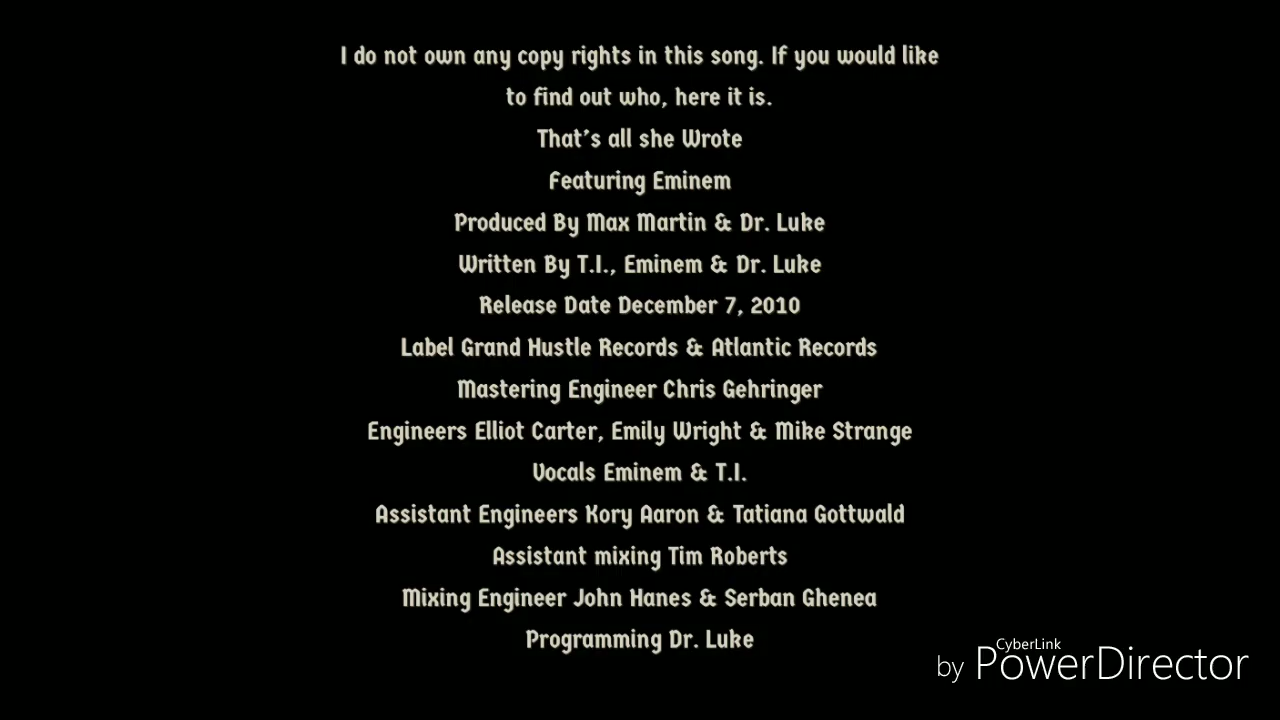 I do not own any copy rights in this song. If you would like
to find out who, here it is.
That's all she Wrote
Featuring Eminem
Produced By Max Martin & Dr. Luke
Written By T.I., Eminem & Dr. Luke
Release Date December 7, 2010
Label Grand Hustle Records & Atlantic Records
Mastering Engineer Chris Gehringer
Engineers Elliot Carter, Emily Wright & Mike Strange
Vocals Eminem & T.I.
Assistant Engineers Kory Aaron & Tatiana Gottwald
Assistant mixing Tim Roberts
Mixing Engineer John Hanes & Serban Ghenea
Programming Dr. Luke
CyberLink
by PowerDirector